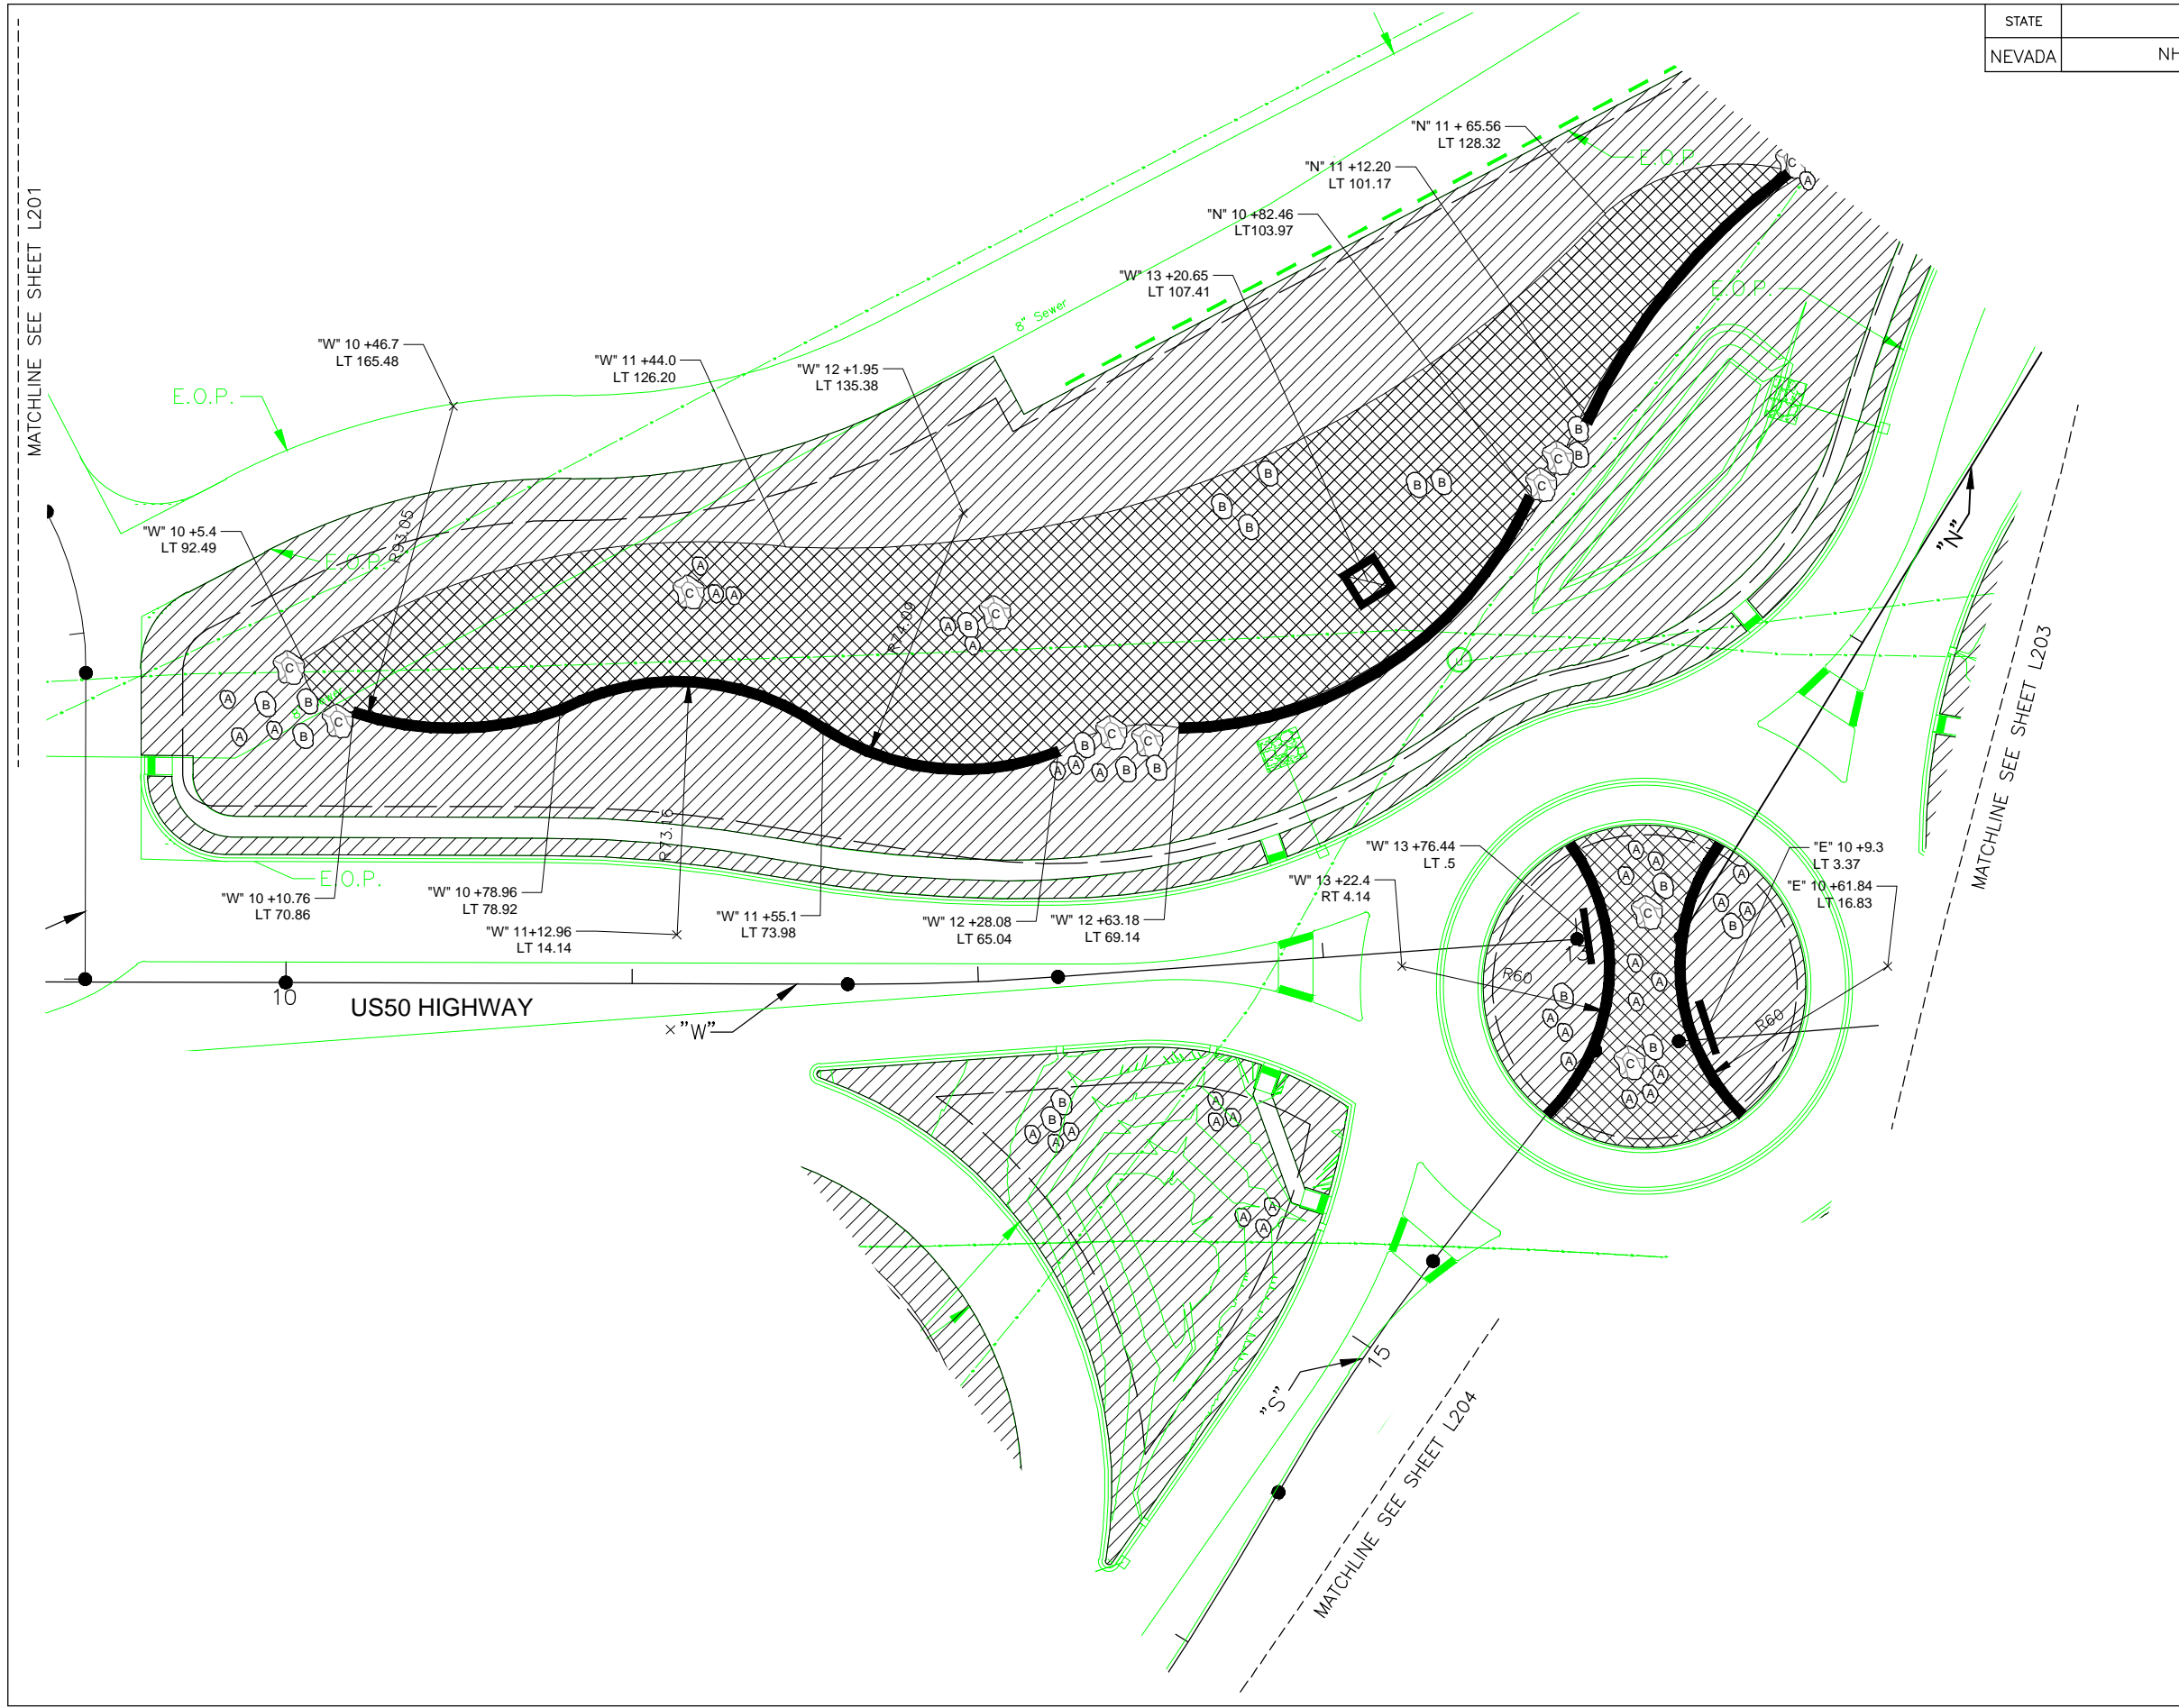 STATE
NEVADA NH
MATCHLINE SEE SHEET L201
"N" 11 + 65.56
LT 128.32
E.O.P.
"N" 11 +12.20
LT 101.17
"N" 10 +82.46
LT103.97
"W" 13 +20.65
LT 107.41
E.O.P.
8" Sewer
"W" 10 +46.7
LT 165.48
"W" 11 +44.0
LT 126.20
"W" 12 +1.95
LT 135.38
E.O.P.
"W" 10 +5.4
LT 92.49
E.O.P.
R93.05
R74.09
R73.16
"N"
MATCHLINE SEE SHEET L203
E.O.P.
"W" 10 +10.76
LT 70.86
"W" 10 +78.96
LT 78.92
"W" 11+12.96
LT 14.14
"W" 11 +55.1
LT 73.98
"W" 12 +28.08
LT 65.04
"W" 12 +63.18
LT 69.14
"W" 13 +76.44
LT .5
"W" 13 +22.4
RT 4.14
"E" 10 +9.3
LT 3.37
"E" 10 +61.84
LT 16.83
R60
R60
10
US50 HIGHWAY
"W"
"S"
15
MATCHLINE SEE SHEET L204
A
B
C